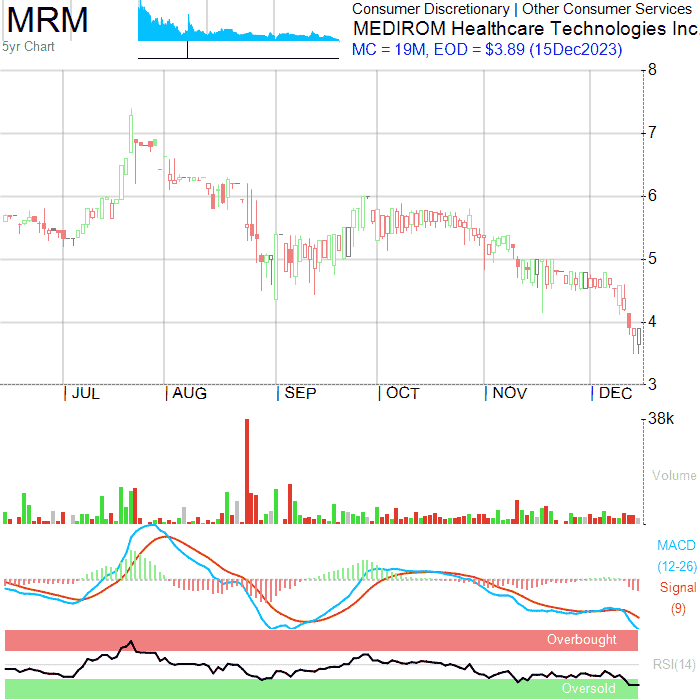 MRM
5yr Chart
Consumer Discretionary | Other Consumer Services
MEDIROM Healthcare Technologies Inc
MC = 19M, EOD = $3.89 (15Dec2023)
8
7
6
5
4
3
| JUL | AUG | SEP | OCT | NOV | DEC
38k
Volume
MACD
(12-26)
Signal
(9)
Overbought
RSI(14)
Oversold